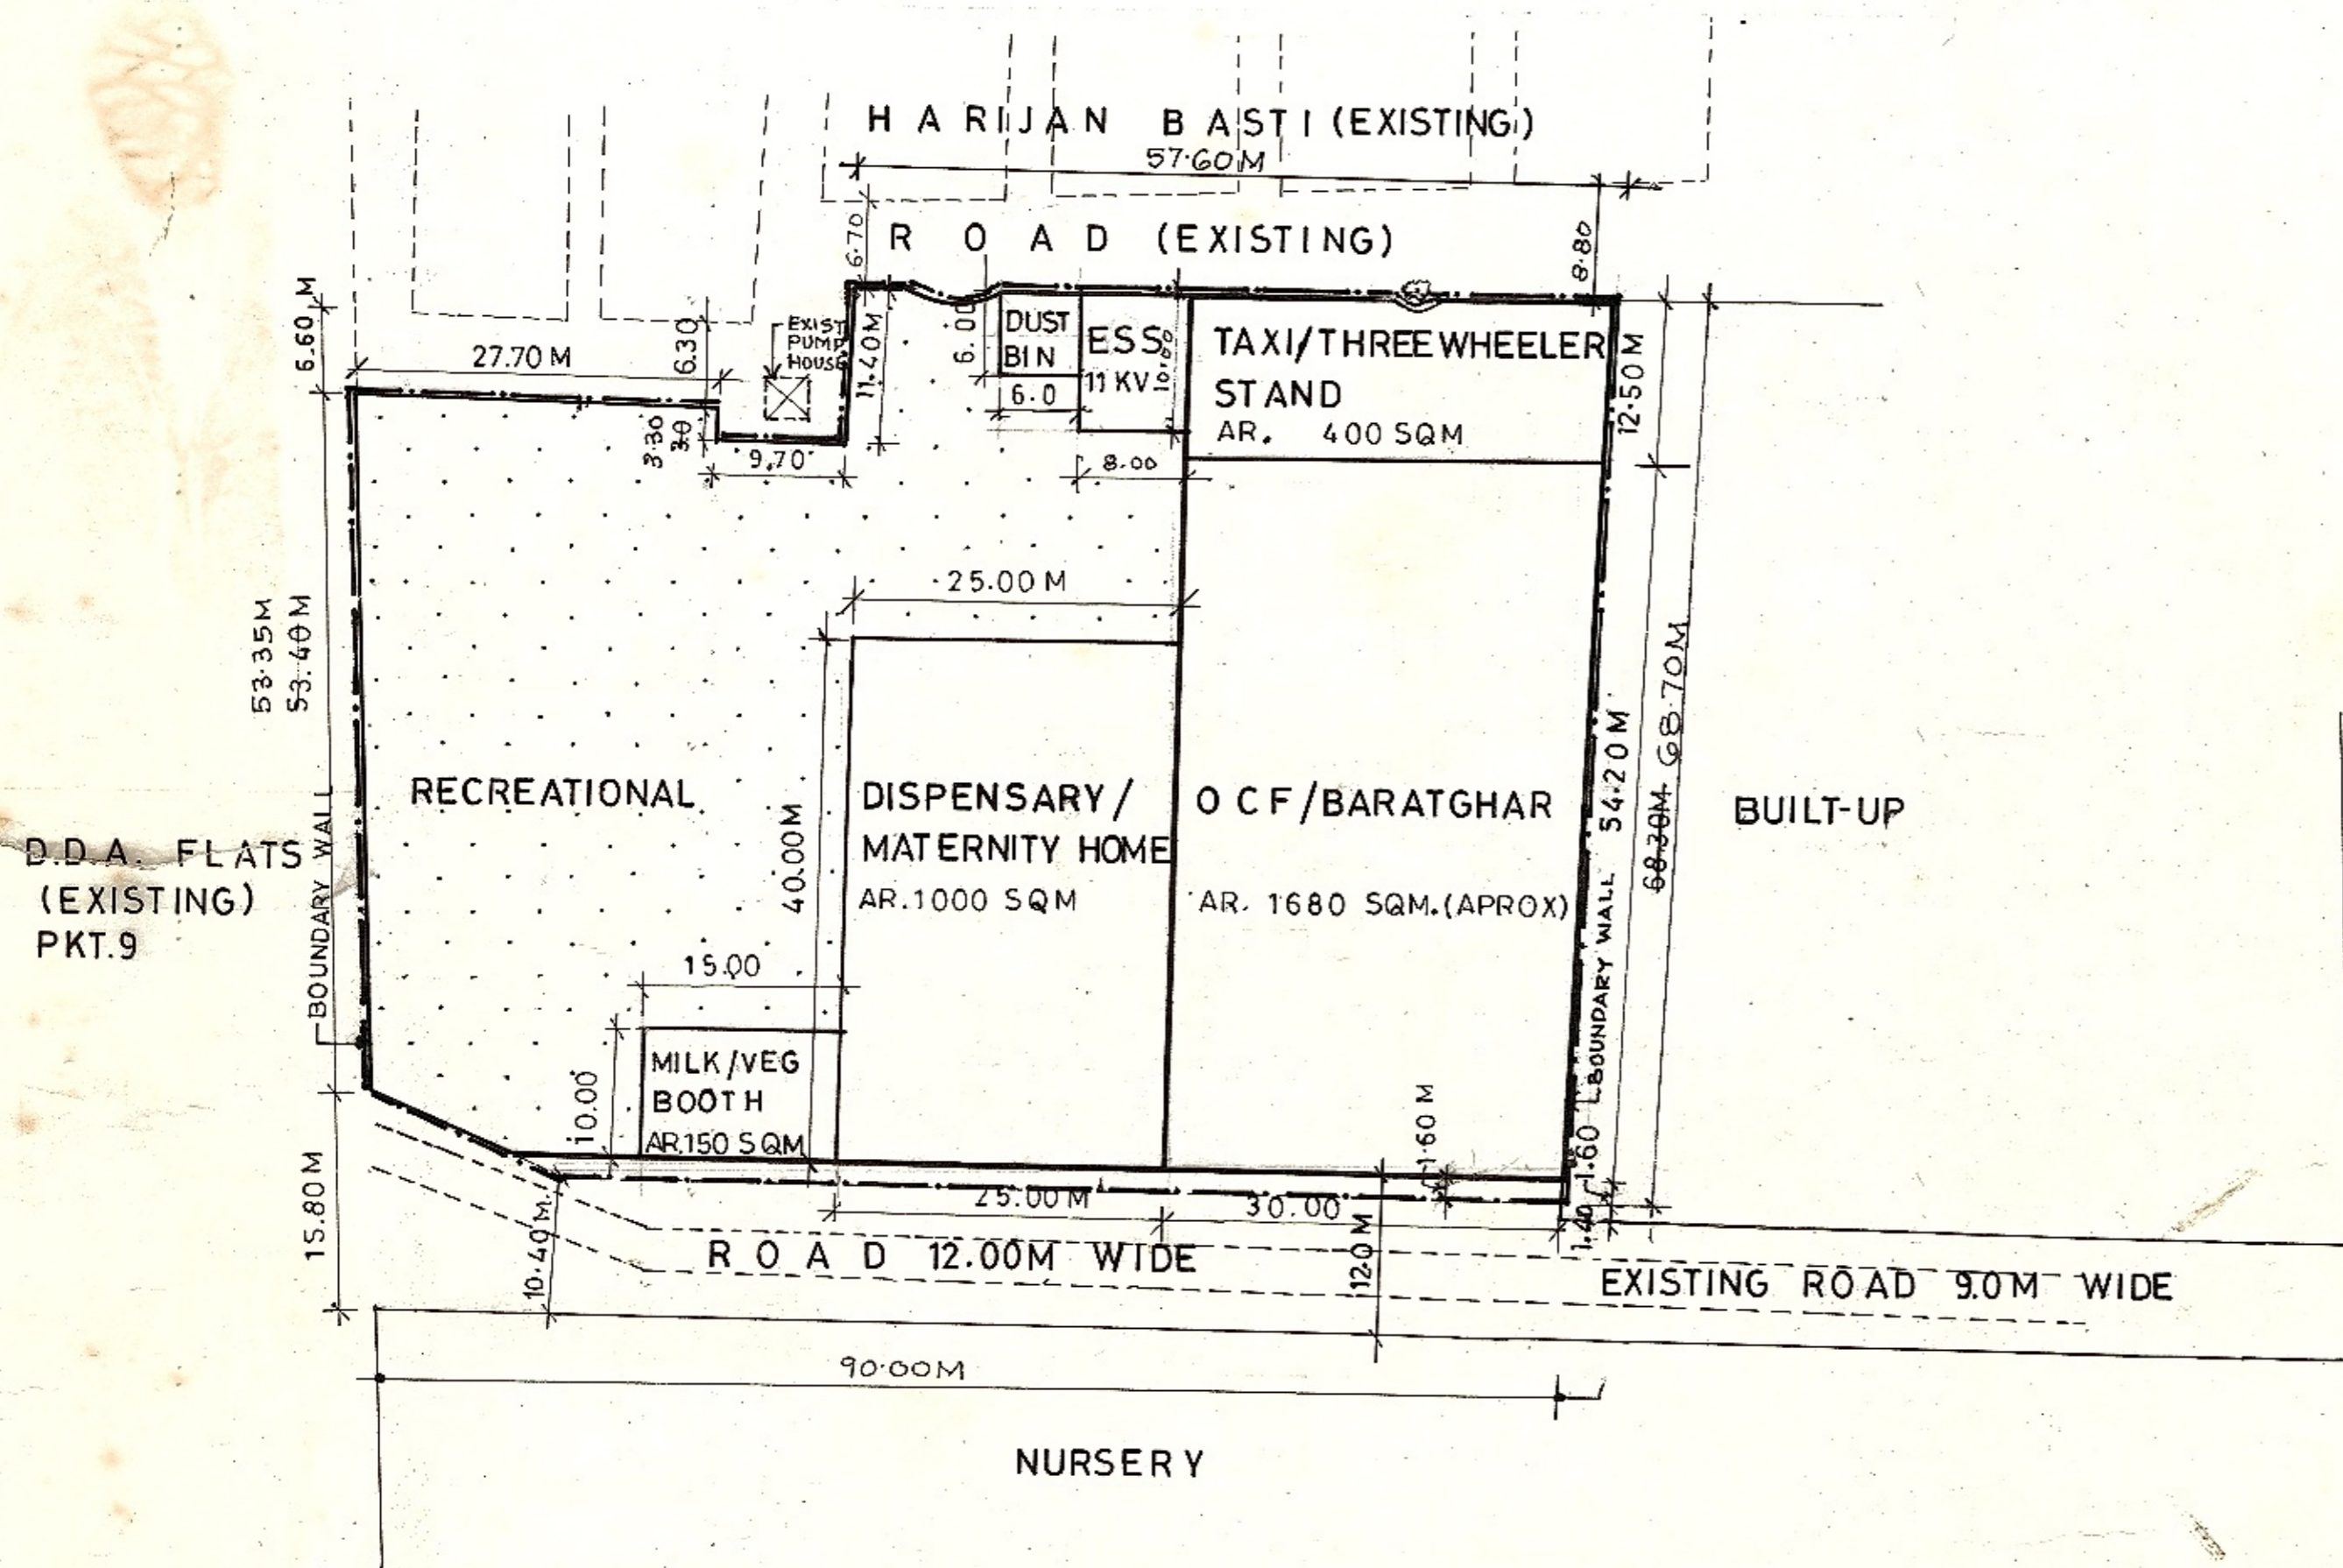 HARIJAN BASTI (EXISTING)
57.60M
ROAD (EXISTING)
6.70
8.80
6.60 M
27.70 M
6.30
EXIST
PUMP
HOUSE
11.40M
6.00
DUST
BIN
6.0
ESS
11 KV
10.00
TAXI/THREE WHEELER
STAND
AR. 400 SQM
12.50M
3.30
30
9.70
8.00
25.00 M
53.35M
53.40 M
RECREATIONAL
40.00M
DISPENSARY/
MATERNITY HOME
AR.1000 SQM
OCF/BARATGHAR
AR. 1680 SQM.(APROX)
BOUNDARY WALL 54.20M
68.30M 68.70M
BUILT-UP
D.D.A. FLATS
(EXISTING)
PKT.9
BOUNDARY WALL
15.00
10.00
MILK/VEG
BOOTH
AR.150 SQM
1.60 M
1.60
1.40
15.80M
10.40M.
25.00 M
30.00
12.0 M
ROAD 12.00M WIDE
EXISTING ROAD 9.0M WIDE
90.00M
NURSERY